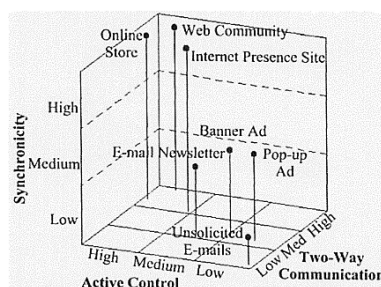 Online
Store
Web Community
Internet Presence Site
High
Banner Ad
E-mail Newsletter
Pop-up
Ad
Medium
Synchronicity
Low
Unsolicited
E-mails
High
Medium
Low
Active Control
Low
Med
High
Two-Way
Communication